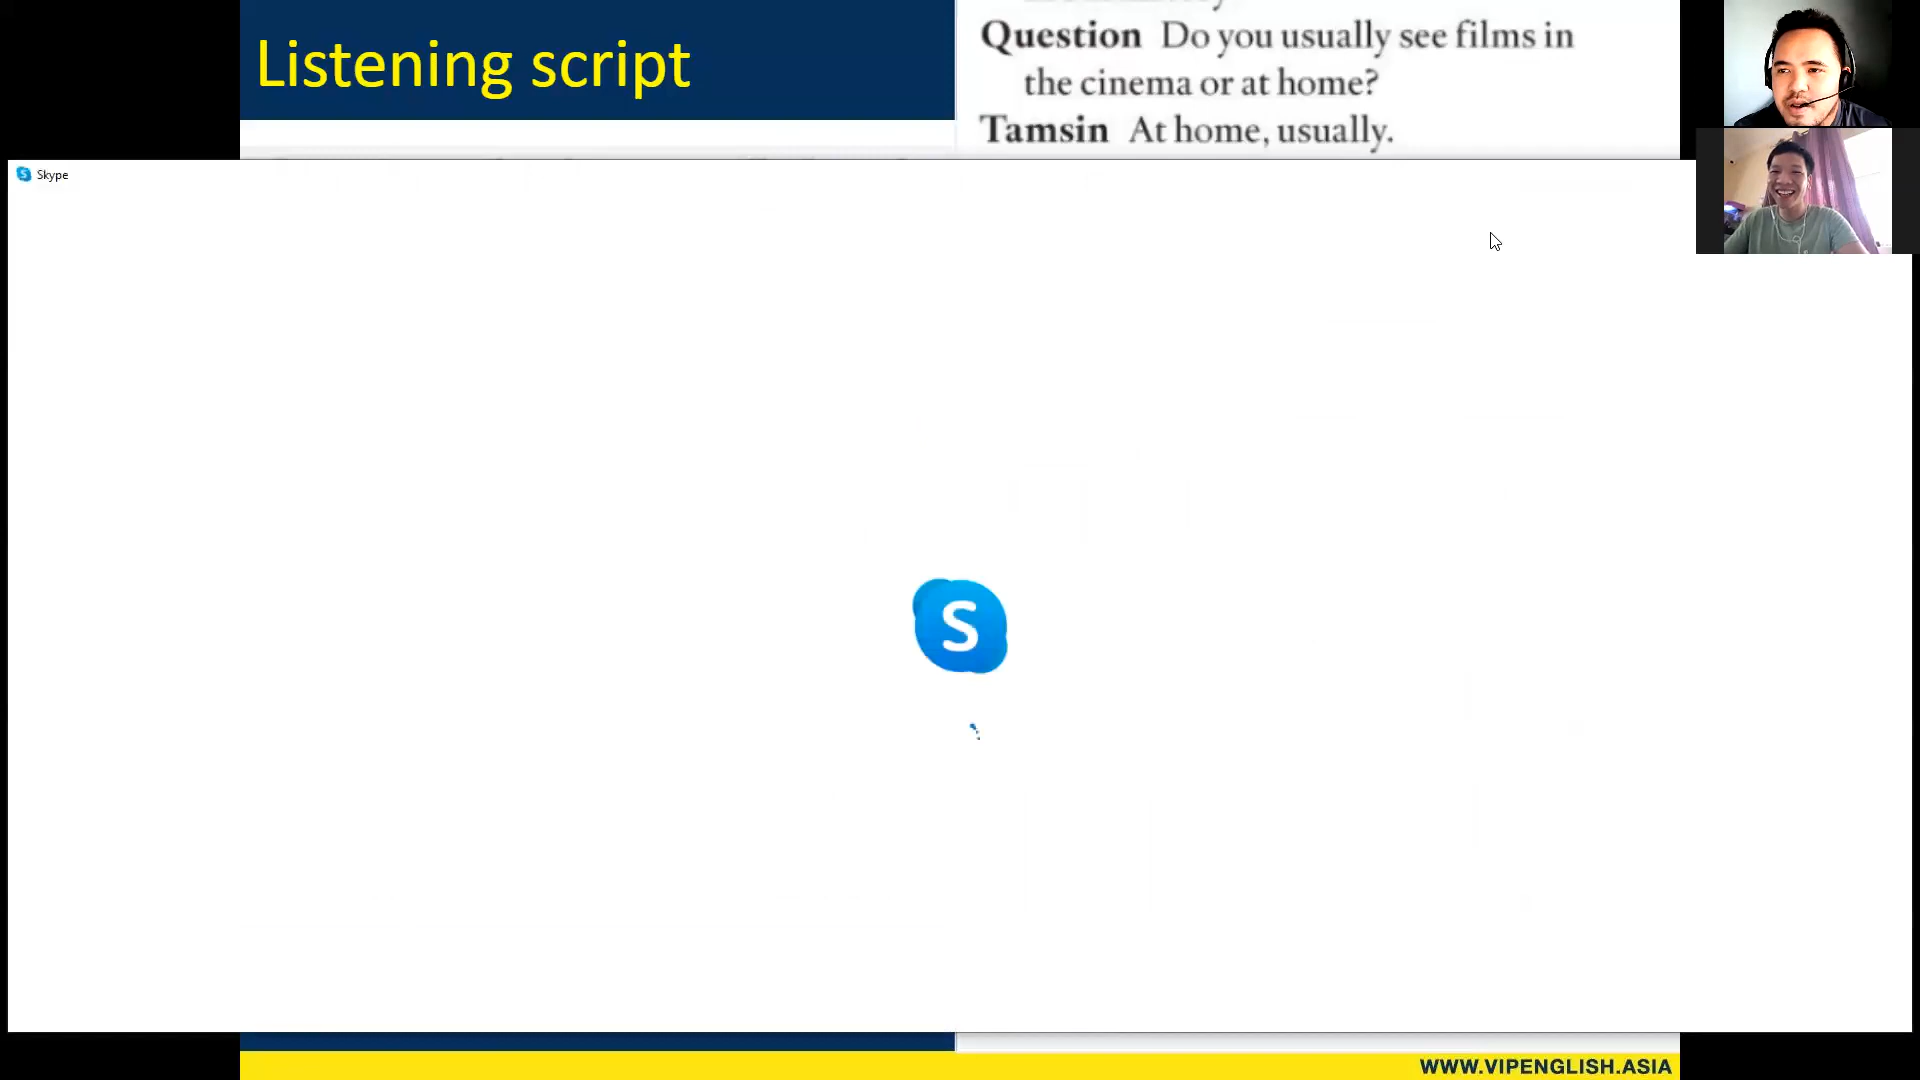 Listening script
Question Do you usually see films in
the cinema or at home?
Tamsin At home, usually.
Skype
S
WWW.VIPENGLISH.ASIA